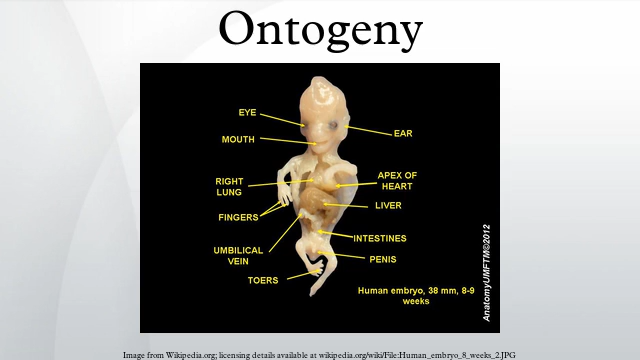 Ontogeny
EYE
EAR
MOUTH
RIGHT
LUNG
APEX OF
HEART
FINGERS
LIVER
UMBILICAL
VEIN
INTESTINES
PENIS
TOERS
Human embryo, 38 mm, 8-9
weeks
AnatomyUMFTM©2012
Image from Wikipedia.org; licensing details available at wikipedia.org/wiki/File:Human_embryo_8_weeks_2.JPG